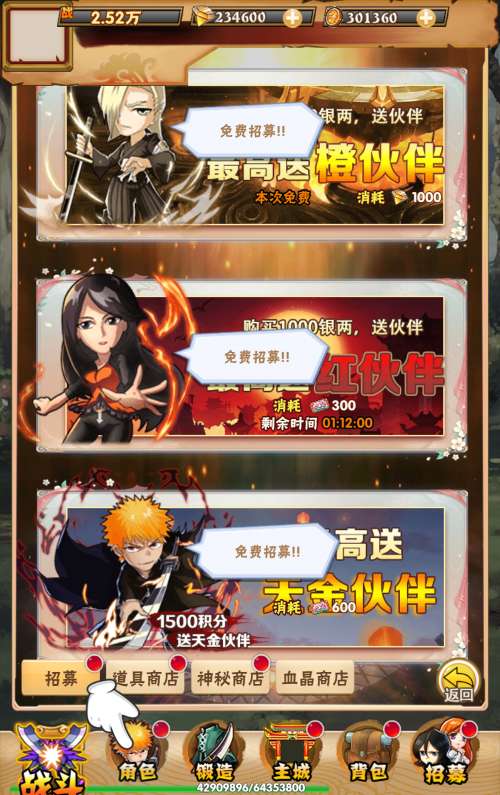 战 2.52万
234600
301360
免费招募!!
银两，送伙伴
最高送橙伙伴
本次免费
消耗 1000
购买1000银两，送伙伴
免费招募!!
红伙伴
消耗 300
剩余时间 01:12:00
免费招募!!
高送
天金伙伴
消耗 600
1500积分
送天金伙伴
招募
道具商店
神秘商店
血晶商店
返回
战斗
角色
锻造
主城
背包
招募
42909896/64353800